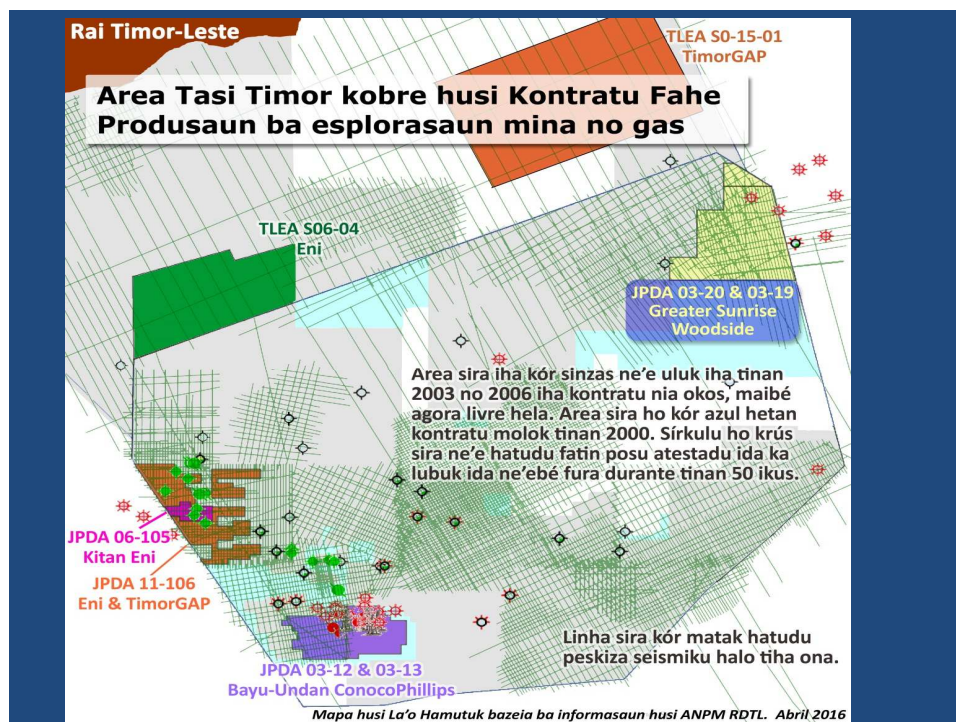 Rai Timor-Leste
TLEA S0-15-01
TimorGAP
Area Tasi Timor kobre husi Kontratu Fahe
Produsaun ba esplorasaun mina no gas
TLEA S06-04
Eni
JPDA 03-20 & 03-19
Greater Sunrise
Woodside
Area sira iha kór sinzas ne'e uluk iha tinan
2003 no 2006 iha kontratu nia okos, maibé
agora livre hela. Area sira ho kór azul hetan
kontratu molok tinan 2000. Sírkulu ho krús
sira ne'e hatudu fatin posu atestadu ida ka
lubuk ida ne'ebé fura durante tinan 50 ikus.
JPDA 06-105
Kitan Eni
JPDA 11-106
Eni & TimorGAP
Linha sira kór matak hatudu
peskiza seismiku halo tiha ona.
JPDA 03-12 & 03-13
Bayu-Undan ConocoPhillips
Mapa husi La'o Hamutuk bazeia ba informasaun husi ANPM RDTL. Abril 2016